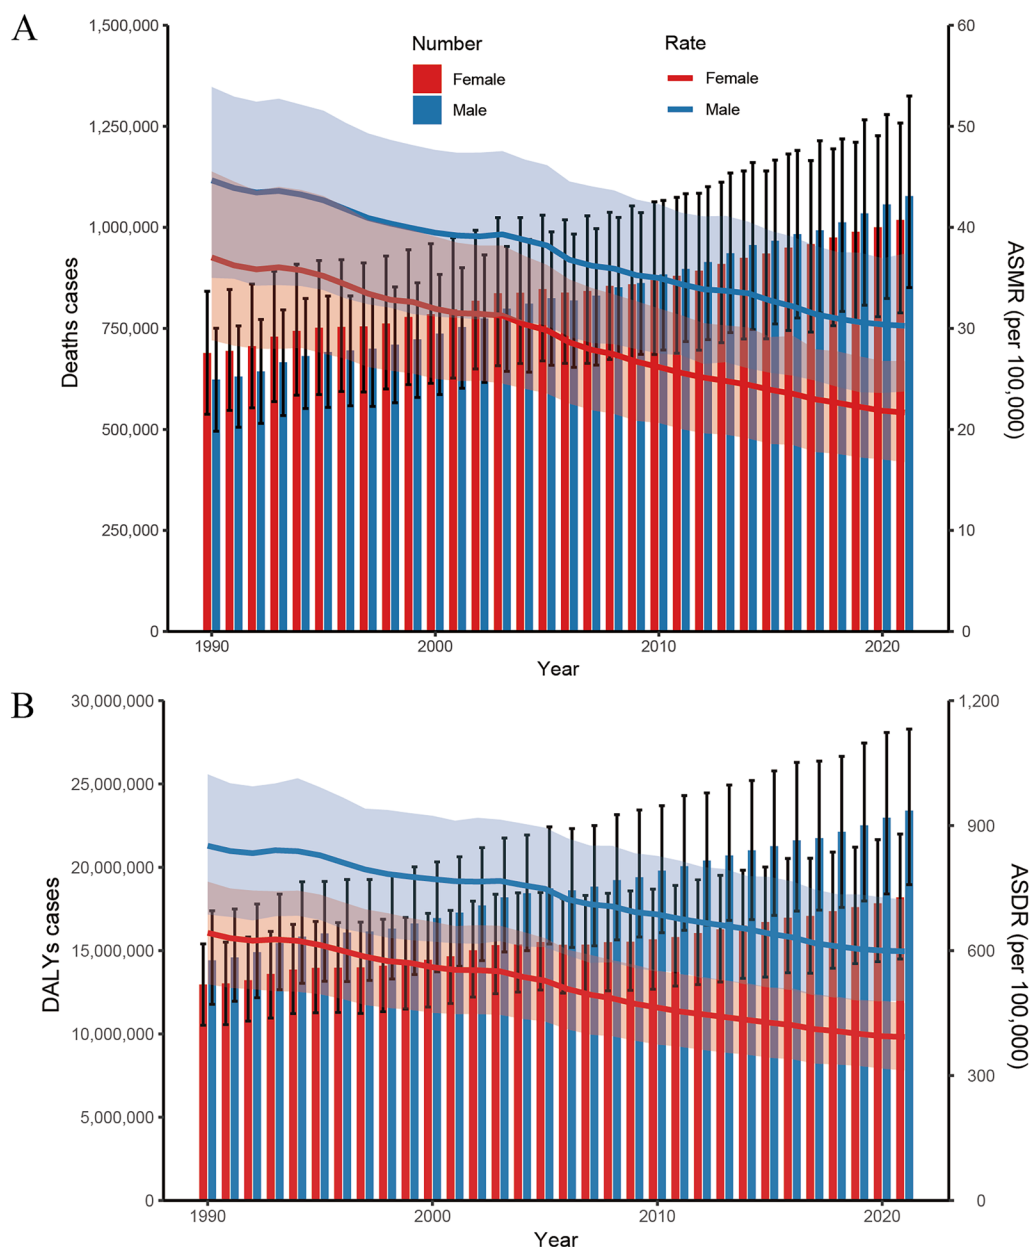 A
Number
Female
Male
Rate
Female
Male
1,500,000
1,250,000
1,000,000
750,000
500,000
250,000
0
Deaths cases
60
50
40
30
20
10
0
ASMR (per 100,000)
1990
2000
2010
2020
Year
B
30,000,000
25,000,000
20,000,000
15,000,000
10,000,000
5,000,000
0
DALYs cases
1,200
900
600
300
0
ASDR (per 100,000)
1990
2000
2010
2020
Year